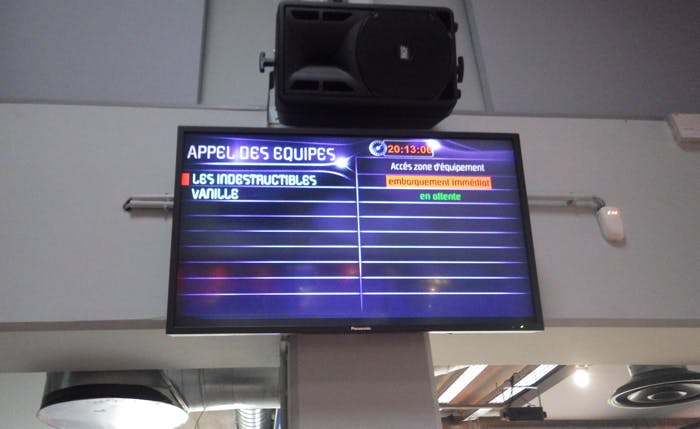 APPEL DES EQUIPES
20:13:06
Accès zone d'équipement
LES INDESTRUCTIBLES
embarquement immédiat
VANILLE
en attente
Panasonic